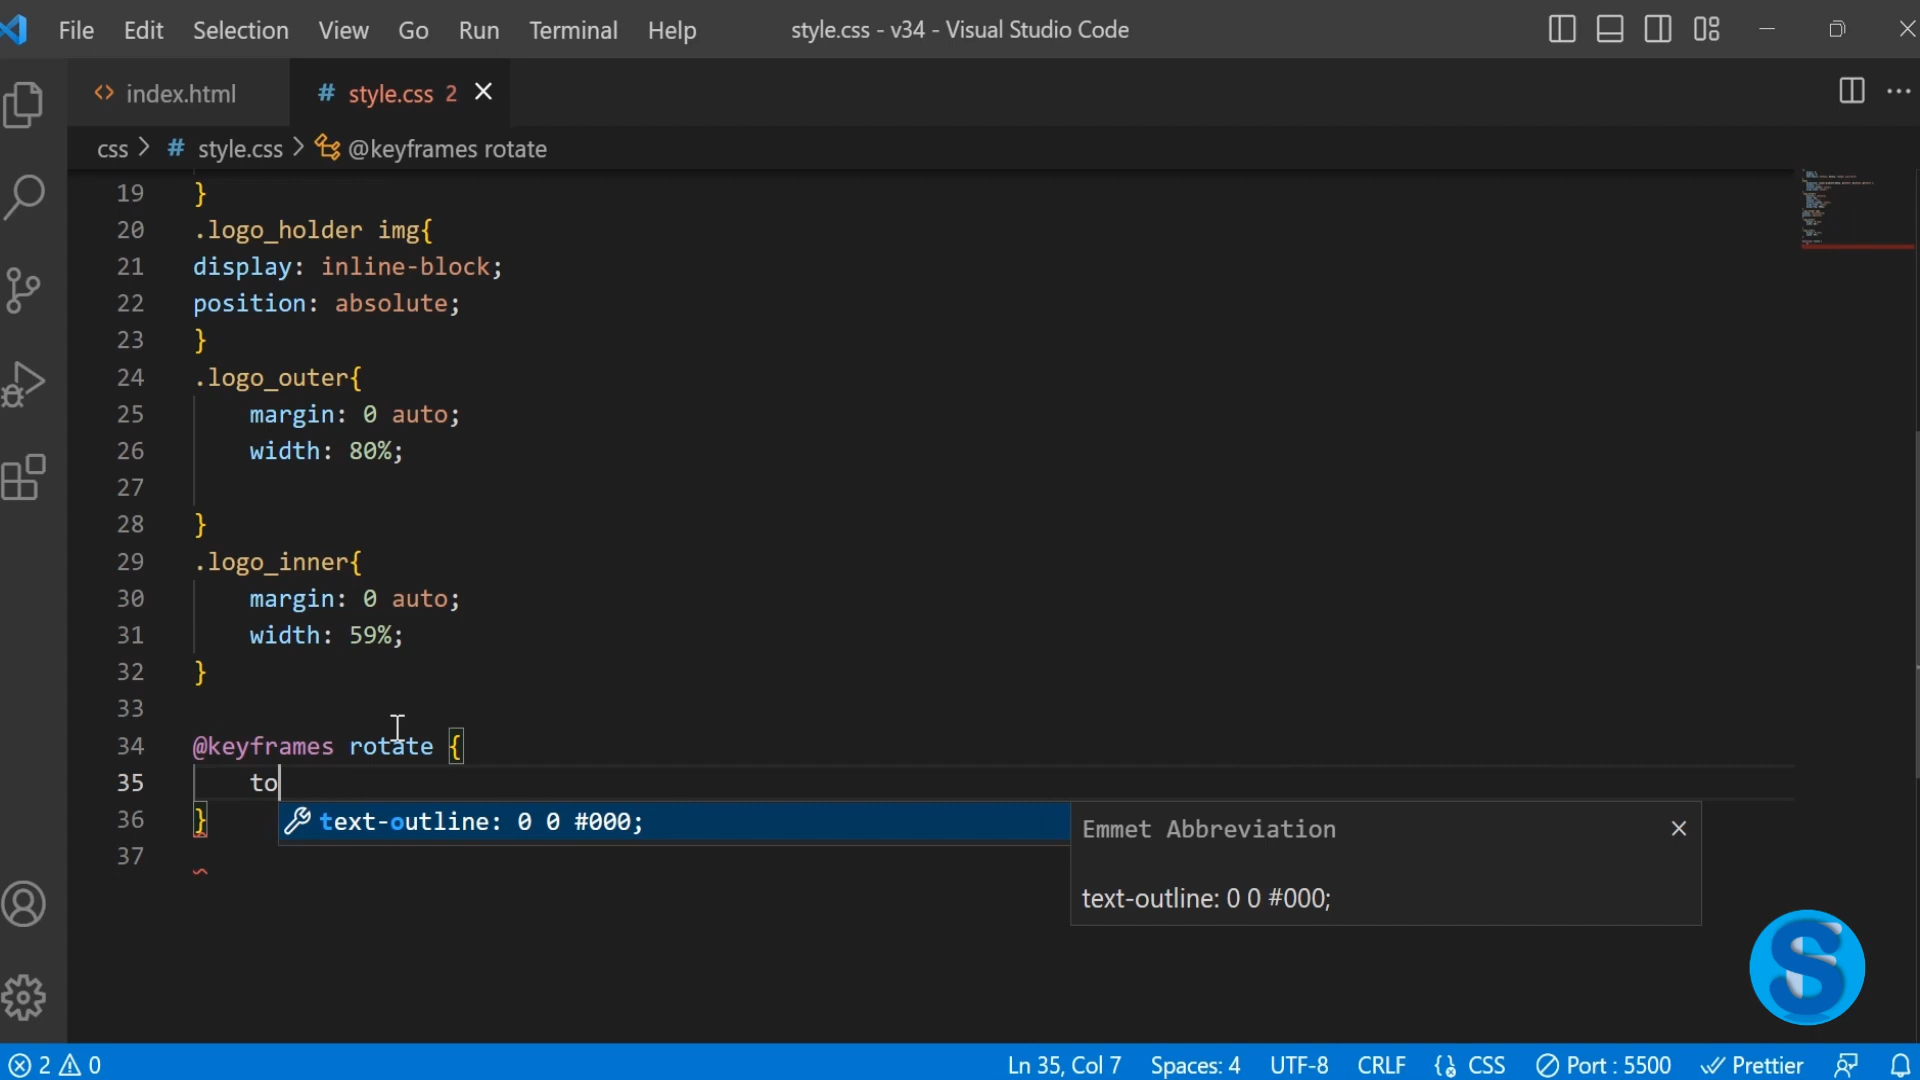 File Edit Selection View Go Run Terminal Help style.css - v34 - Visual Studio Code
<> index.html # style.css 2
css > # style.css > @keyframes rotate
19 }
20 .logo_holder img{
21 display: inline-block;
22 position: absolute;
23 }
24 .logo_outer{
25 margin: 0 auto;
26 width: 80%;
27
28 }
29 .logo_inner{
30 margin: 0 auto;
31 width: 59%;
32 }
33
34 @keyframes rotate {
35 to
36 }
text-outline: 0 0 #000;
Emmet Abbreviation
37
text-outline: 0 0 #000;
S
2 0 Ln 35, Col 7 Spaces: 4 UTF-8 CRLF {} CSS Port : 5500 Prettier